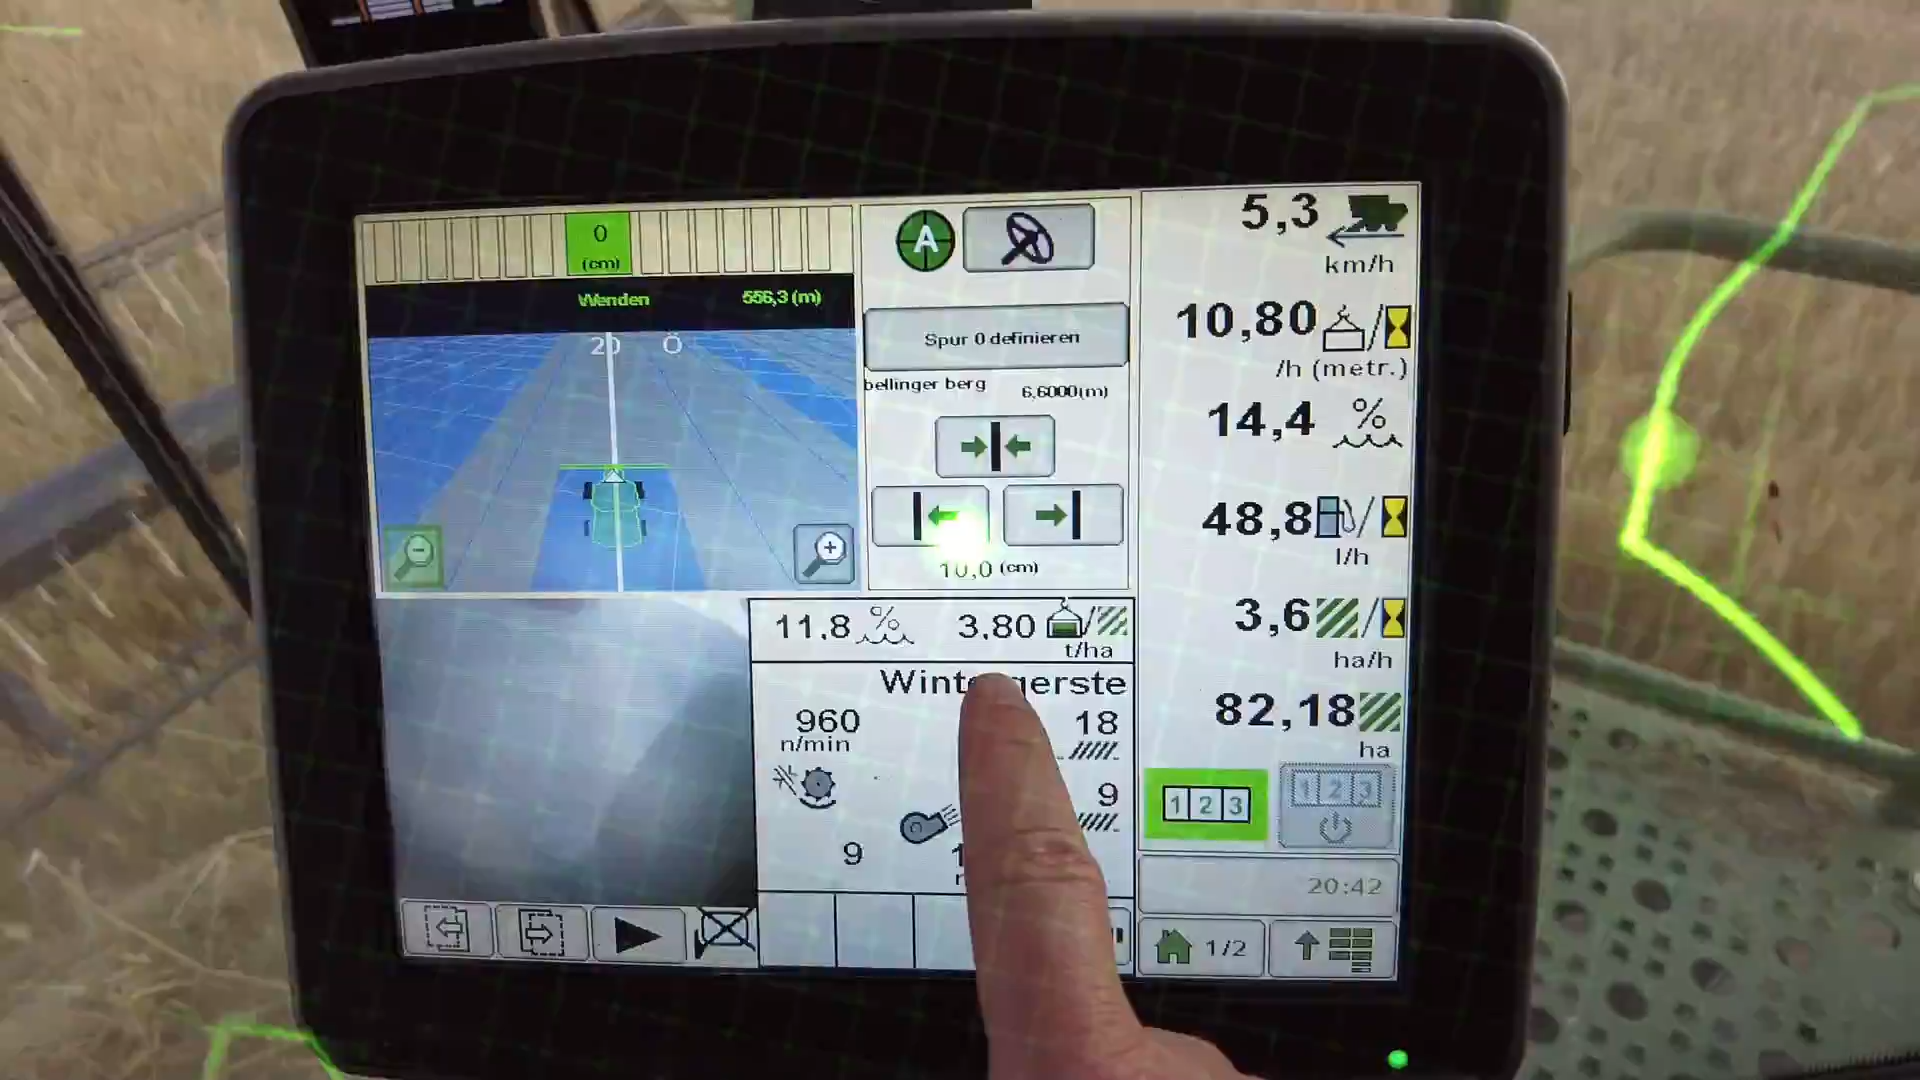 0
(cm)
Wenden 556,3 (m)
20 Ö
A
Spur 0 definieren
bellinger berg 6,6000(m)
10,0 (cm)
11,8 % 3,80
t/ha
960
n/min
18
9
9
5,3
km/h
10,80 /
/h (metr.)
14,4 %
48,8 /
l/h
3,6 /
ha/h
82,18
ha
1 2 3
1 2 3
20:42
1/2